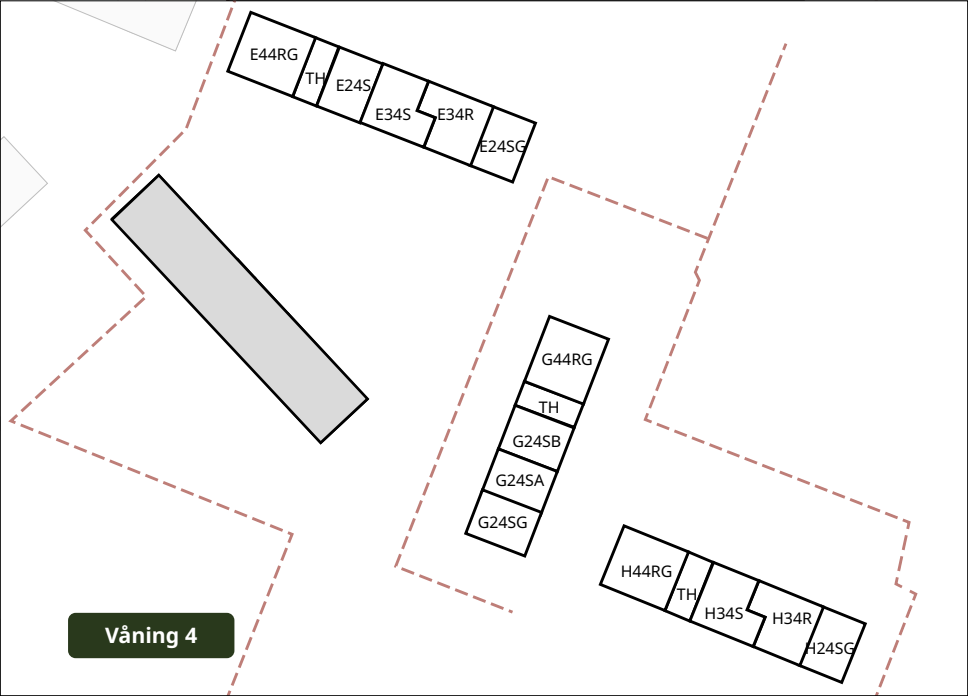 E44RG
TH
E24S
E34S
E34R
E24SG
G44RG
TH
G24SB
G24SA
G24SG
H44RG
TH
H34S
H34R
H24SG
Våning 4